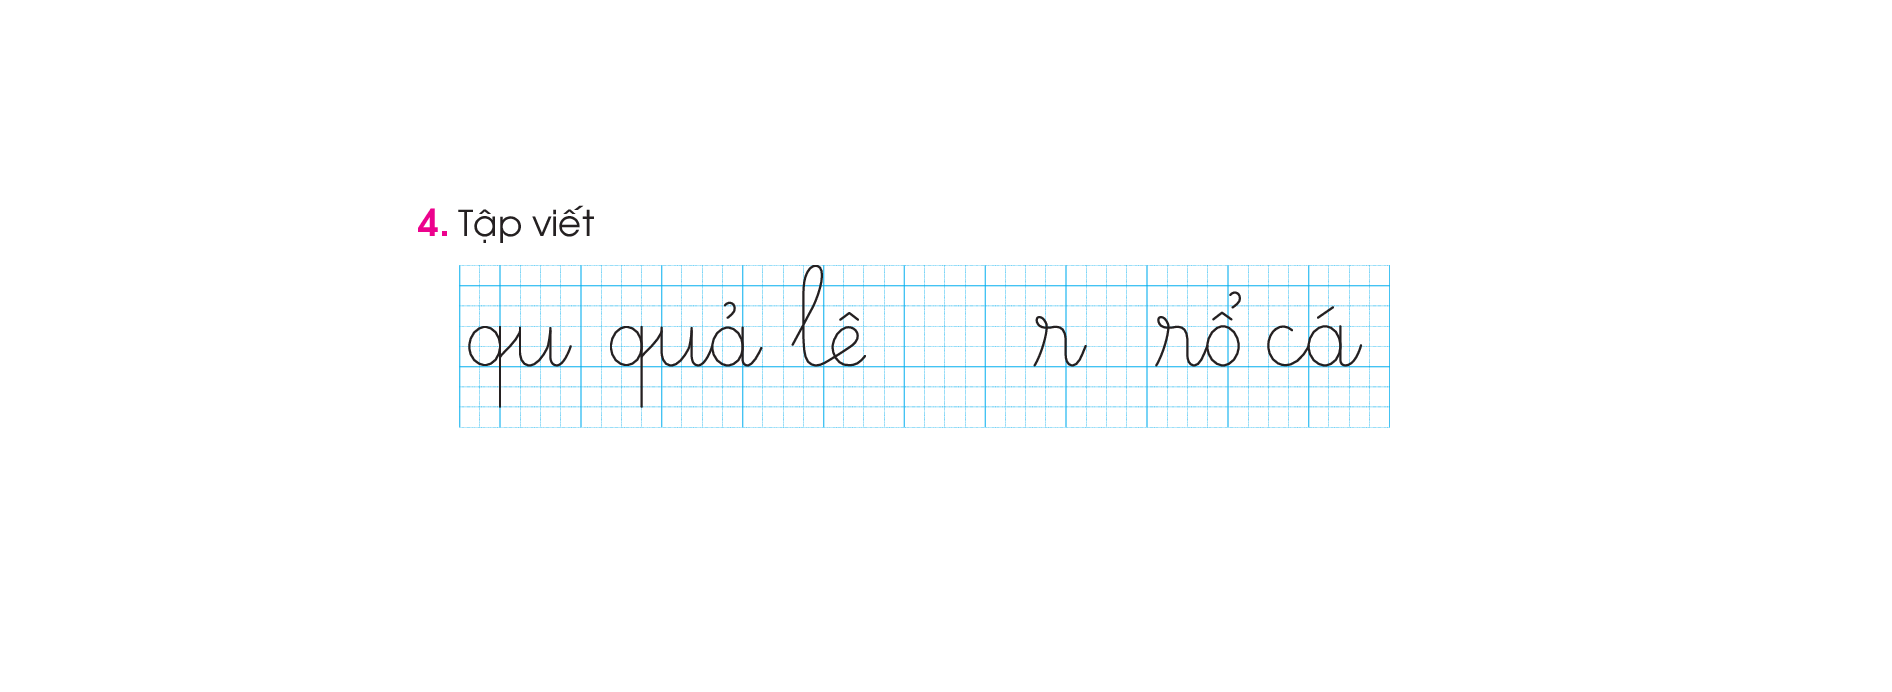 4. Tập viết
qu quả lê r rổ cá